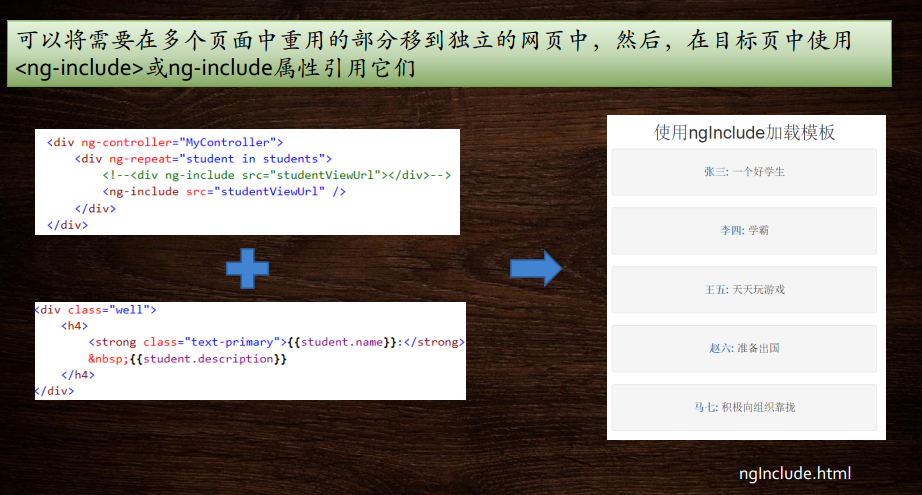 可以将需要在多个页面中重用的部分移到独立的网页中，然后，在目标页中使用
<ng-include>或ng-include属性引用它们
<div ng-controller="MyController">
<div ng-repeat="student in students">
<!--<div ng-include src="studentViewUrl"></div>-->
<ng-include src="studentViewUrl" />
</div>
</div>
<div class="well">
<h4>
<strong class="text-primary">{{student.name}}:</strong>
&nbsp;{{student.description}}
</h4>
</div>
使用ngInclude加载模板
张三: 一个好学生
李四: 学霸
王五: 天天玩游戏
赵六: 准备出国
马七: 积极向组织靠拢
ngInclude.html